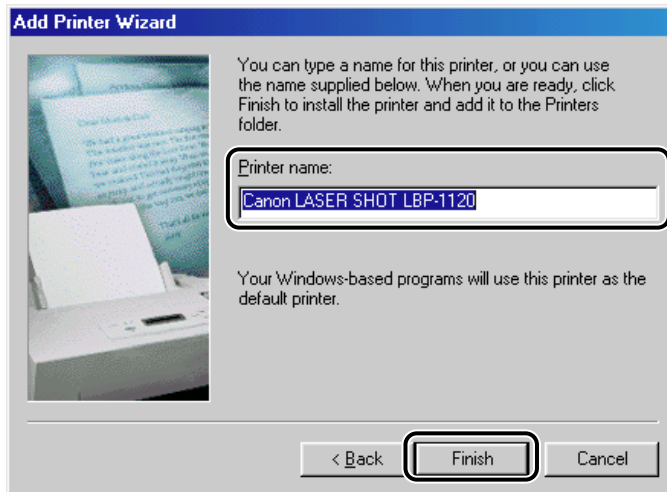 Add Printer Wizard
You can type a name for this printer, or you can use
the name supplied below. When you are ready, click
Finish to install the printer and add it to the Printers
folder.
Printer name:
Canon LASER SHOT LBP-1120
Your Windows-based programs will use this printer as the
default printer.
< Back
Finish
Cancel